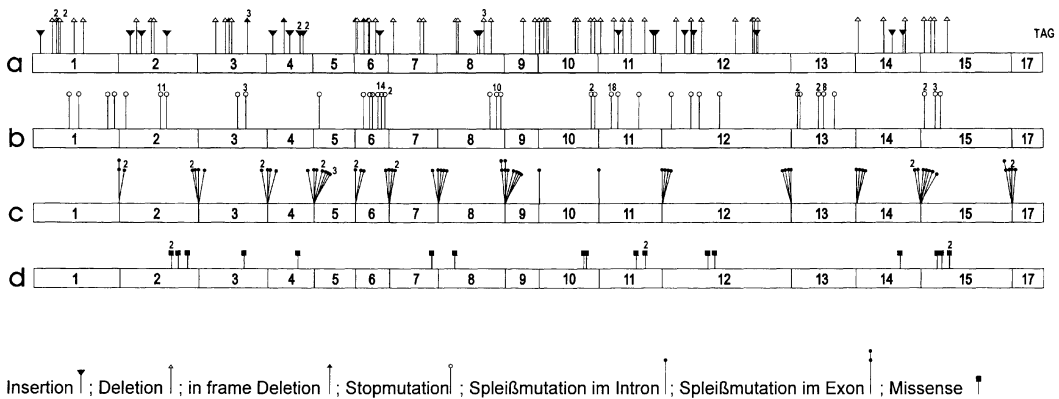 2 2 3 2 2 3 TAG
a 1 2 3 4 5 6 7 8 9 10 11 12 13 14 15 17
11 3 14 2 10 2 18 2 2 8 2 3
b 1 2 3 4 5 6 7 8 9 10 11 12 13 14 15 17
2 2 2 2 3 2 2 2 2
c 1 2 3 4 5 6 7 8 9 10 11 12 13 14 15 17
2 2 2
d 1 2 3 4 5 6 7 8 9 10 11 12 13 14 15 17
Insertion ; Deletion ; in frame Deletion ; Stopmutation ; Spleißmutation im Intron ; Spleißmutation im Exon ; Missense